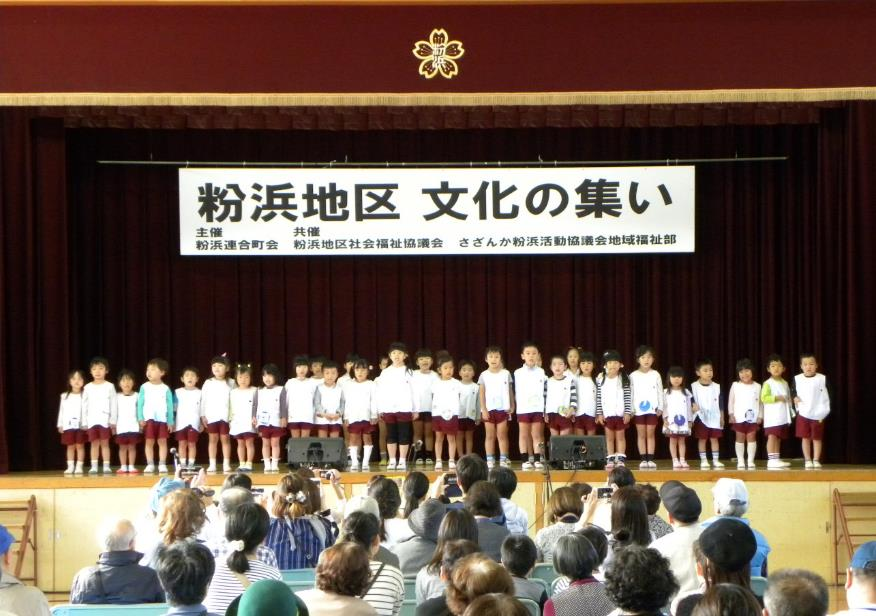 粉浜
粉浜地区 文化の集い
主催 共催
粉浜連合町会 粉浜地区社会福祉協議会 さざんか粉浜活動協議会地域福祉部